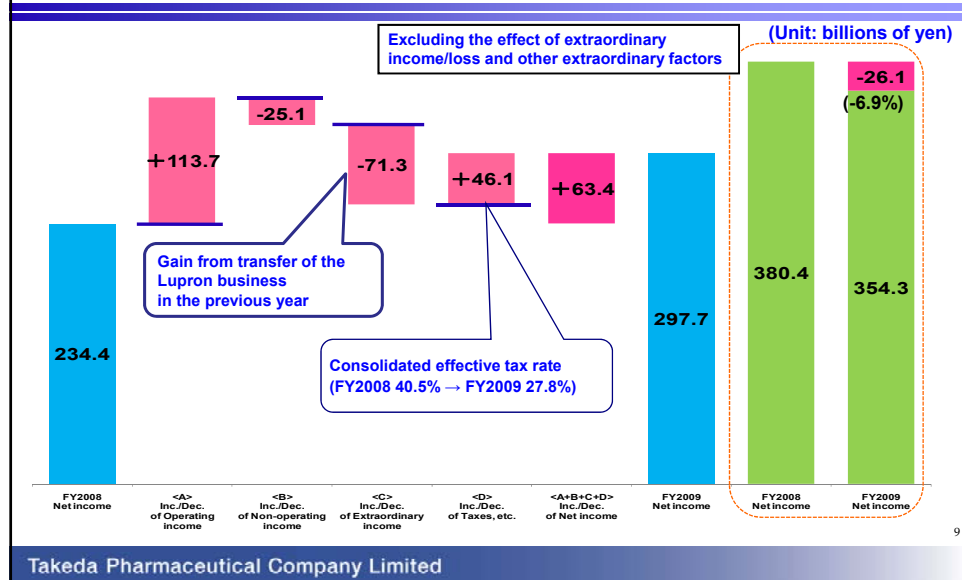 (Unit: billions of yen)
Excluding the effect of extraordinary
income/loss and other extraordinary factors
-26.1
(-6.9%)
-25.1
+113.7
-71.3
+46.1
+63.4
Gain from transfer of the
Lupron business
in the previous year
380.4
354.3
297.7
234.4
Consolidated effective tax rate
(FY2008 40.5% → FY2009 27.8%)
FY2008
Net income
<A>
Inc./Dec.
of Operating
income
<B>
Inc./Dec.
of Non-operating
income
<C>
Inc./Dec.
of Extraordinary
income
<D>
Inc./Dec.
of Taxes, etc.
<A+B+C+D>
Inc./Dec.
of Net income
FY2009
Net income
FY2008
Net income
FY2009
Net income
9
Takeda Pharmaceutical Company Limited